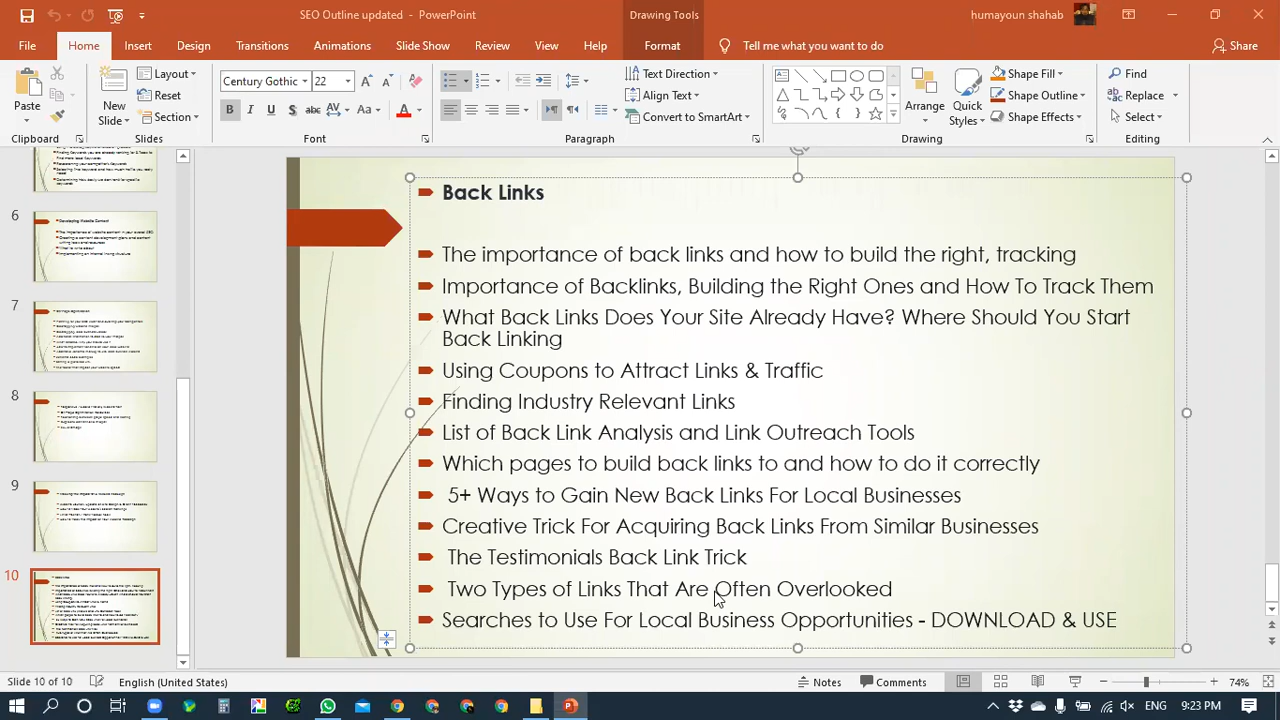 SEO Outline updated - PowerPoint
Drawing Tools
humayoun shahab
File Home Insert Design Transitions Animations Slide Show Review View Help Format Tell me what you want to do Share
Paste
Clipboard
New Slide
Layout
Reset
Section
Slides
Century Gothic 22
B I U S abc AV Aa A
Font
Text Direction
Align Text
Convert to SmartArt
Paragraph
Arrange
Quick Styles
Shape Fill
Shape Outline
Shape Effects
Drawing
Find
Replace
Select
Editing
6
7
8
9
10
Back Links
The importance of back links and how to build the right, tracking
Importance of Backlinks, Building the Right Ones and How To Track Them
What Back Links Does Your Site Already Have? Where Should You Start
Back Linking
Using Coupons to Attract Links & Traffic
Finding Industry Relevant Links
List of Back Link Analysis and Link Outreach Tools
Which pages to build back links to and how to do it correctly
5+ Ways to Gain New Back Links For Local Businesses
Creative Trick For Acquiring Back Links From Similar Businesses
The Testimonials Back Link Trick
Two Types of Links That Are Often Overlooked
Searches To Use For Local Business Opportunities - DOWNLOAD & USE
Slide 10 of 10 English (United States) Notes Comments 74%
ENG 9:23 PM